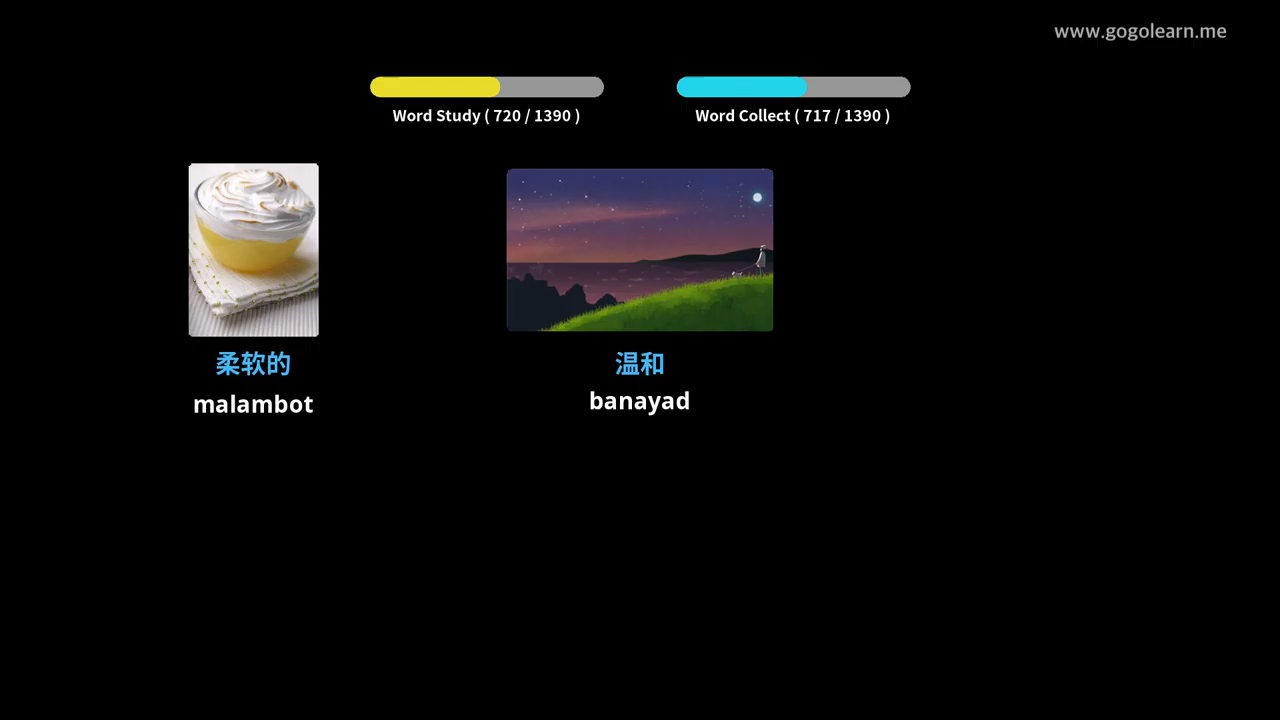 www.gogolearn.me
Word Study ( 720 / 1390 )
Word Collect ( 717 / 1390 )
柔软的
malambot
温和
banayad